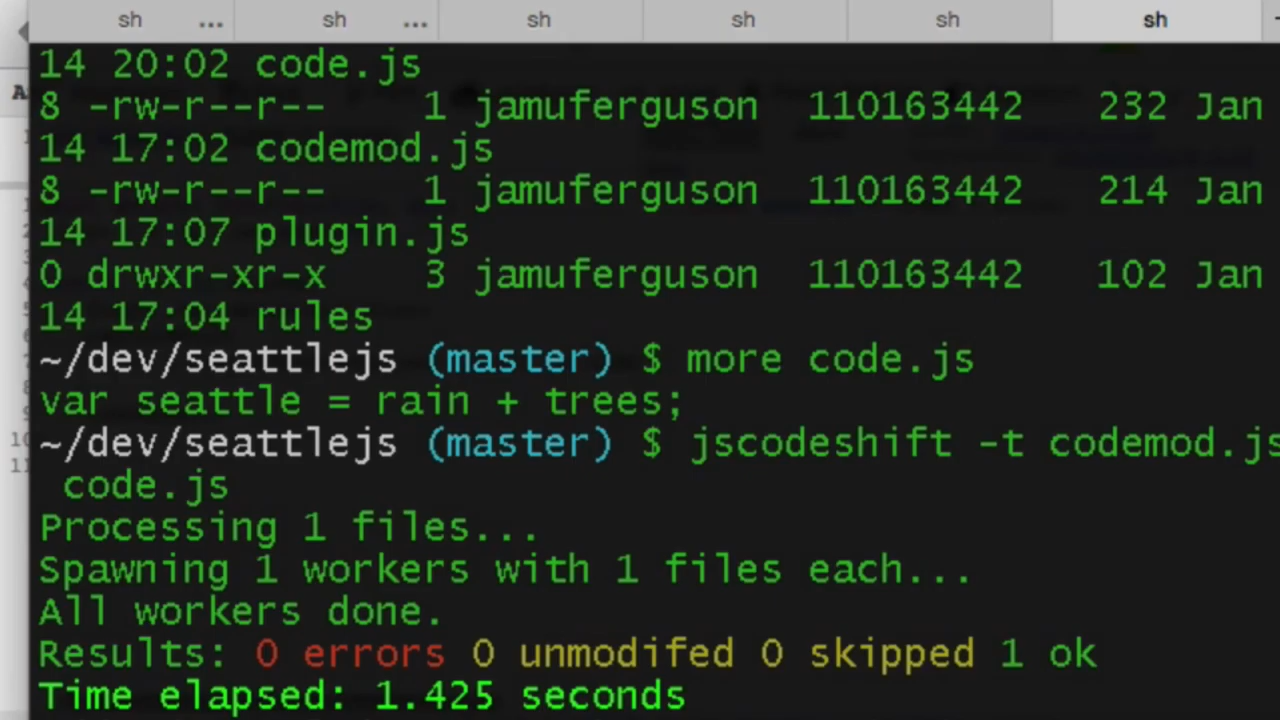 sh ... sh ... sh sh sh sh
14 20:02 code.js
8 -rw-r--r-- 1 jamuferguson 110163442 232 Jan
14 17:02 codemod.js
8 -rw-r--r-- 1 jamuferguson 110163442 214 Jan
14 17:07 plugin.js
0 drwxr-xr-x 3 jamuferguson 110163442 102 Jan
14 17:04 rules
~/dev/seattlejs (master) $ more code.js
var seattle = rain + trees;
~/dev/seattlejs (master) $ jscodeshift -t codemod.js
code.js
Processing 1 files...
Spawning 1 workers with 1 files each...
All workers done.
Results: 0 errors 0 unmodifed 0 skipped 1 ok
Time elapsed: 1.425 seconds